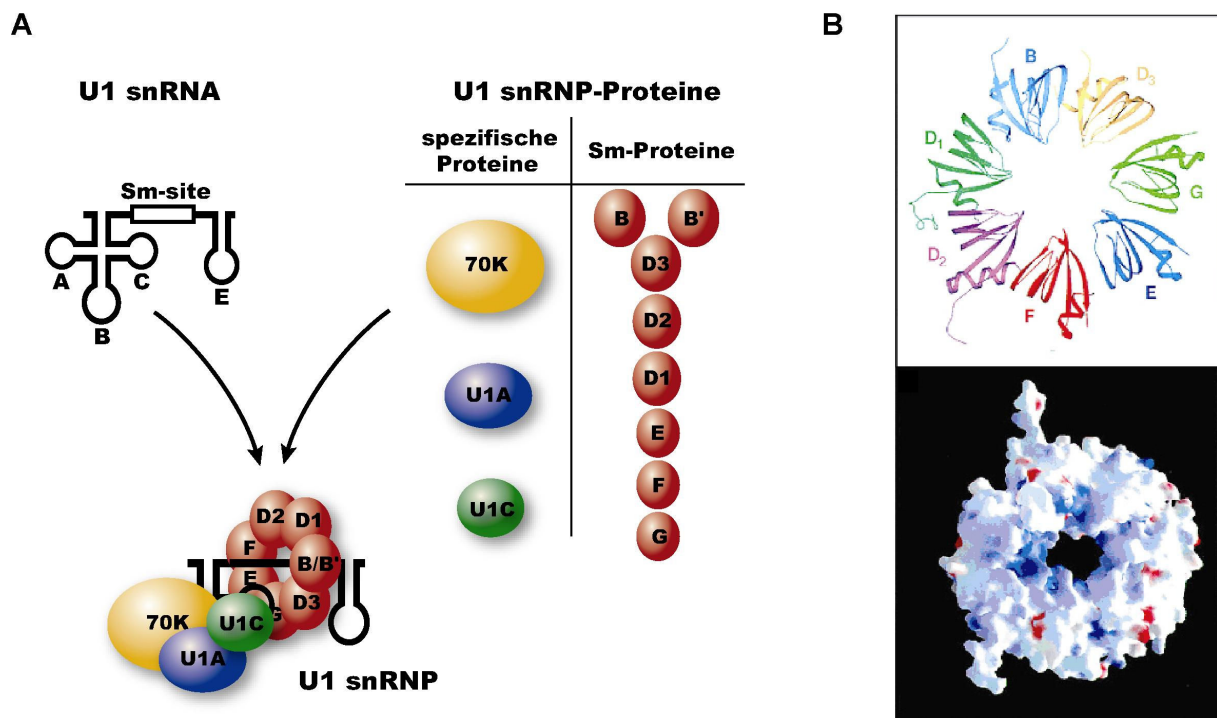 A
U1 snRNA
Sm-site
A
C
B
E
U1 snRNP-Proteine
spezifische
Proteine
Sm-Proteine
70K
U1A
U1C
B
B'
D3
D2
D1
E
F
G
D2
D1
F
B/B'
E
G
D3
70K
U1C
U1A
U1 snRNP
B
B
D3
D1
G
D2
F
E